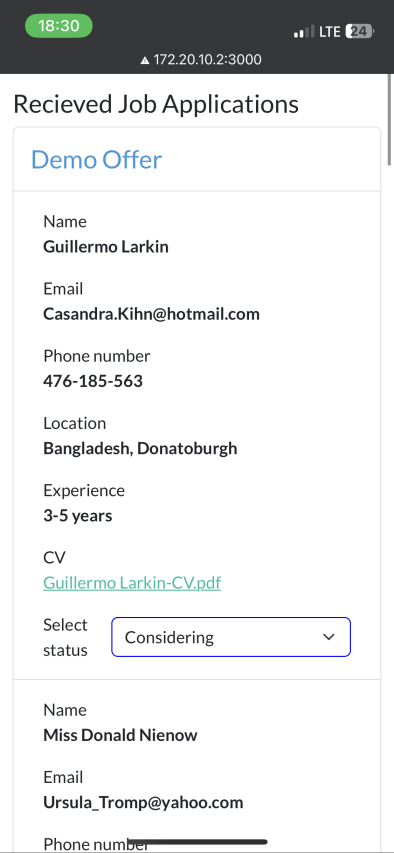 18:30
LTE 24
172.20.10.2:3000
Recieved Job Applications
Demo Offer
Name
Guillermo Larkin
Email
Casandra.Kihn@hotmail.com
Phone number
476-185-563
Location
Bangladesh, Donatoburgh
Experience
3-5 years
CV
Guillermo Larkin-CV.pdf
Select
status
Considering
Name
Miss Donald Nienow
Email
Ursula_Tromp@yahoo.com
Phone number